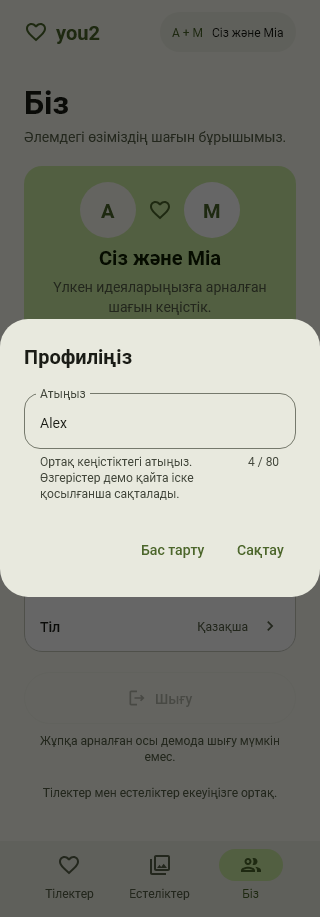 you2
A + M Сіз және Mia
Біз
Әлемдегі өзіміздің шағын бұрышымыз.
A
M
Сіз және Mia
Үлкен идеяларыңызға арналған
шағын кеңістік.
Профиліңіз
Атыңыз
Alex
Ортақ кеңістіктегі атыңыз. 4 / 80
Өзгерістер демо қайта іске
қосылғанша сақталады.
Бас тарту Сақтау
Тіл Қазақша
Шығу
Жұпқа арналған осы демода шығу мүмкін
емес.
Тілектер мен естеліктер екеуіңізге ортақ.
Тілектер Естеліктер Біз